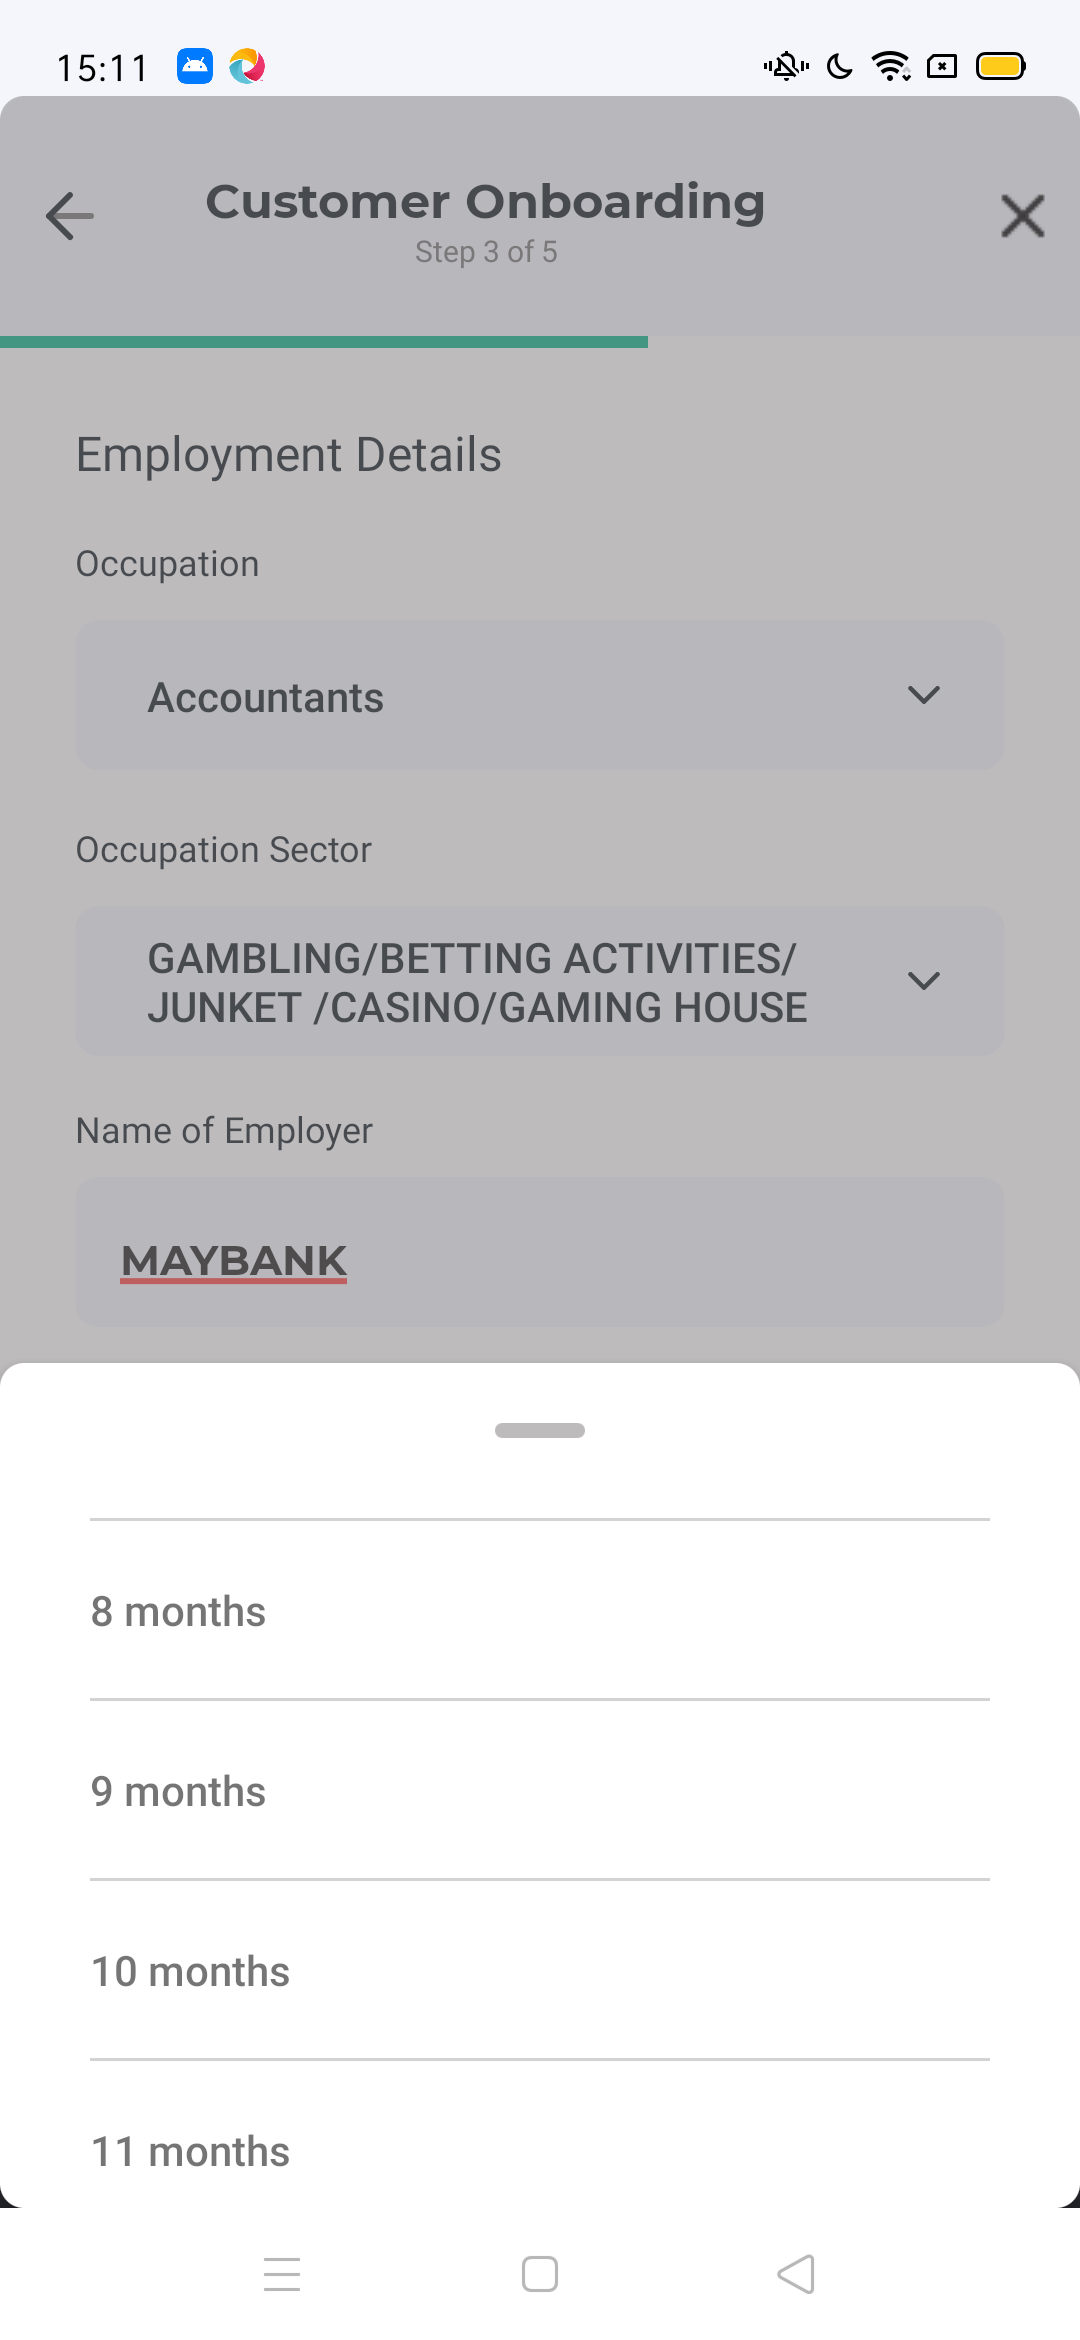 15:11
Customer Onboarding
Step 3 of 5
Employment Details
Occupation
Accountants
Occupation Sector
GAMBLING/BETTING ACTIVITIES/
JUNKET /CASINO/GAMING HOUSE
Name of Employer
MAYBANK
8 months
9 months
10 months
11 months